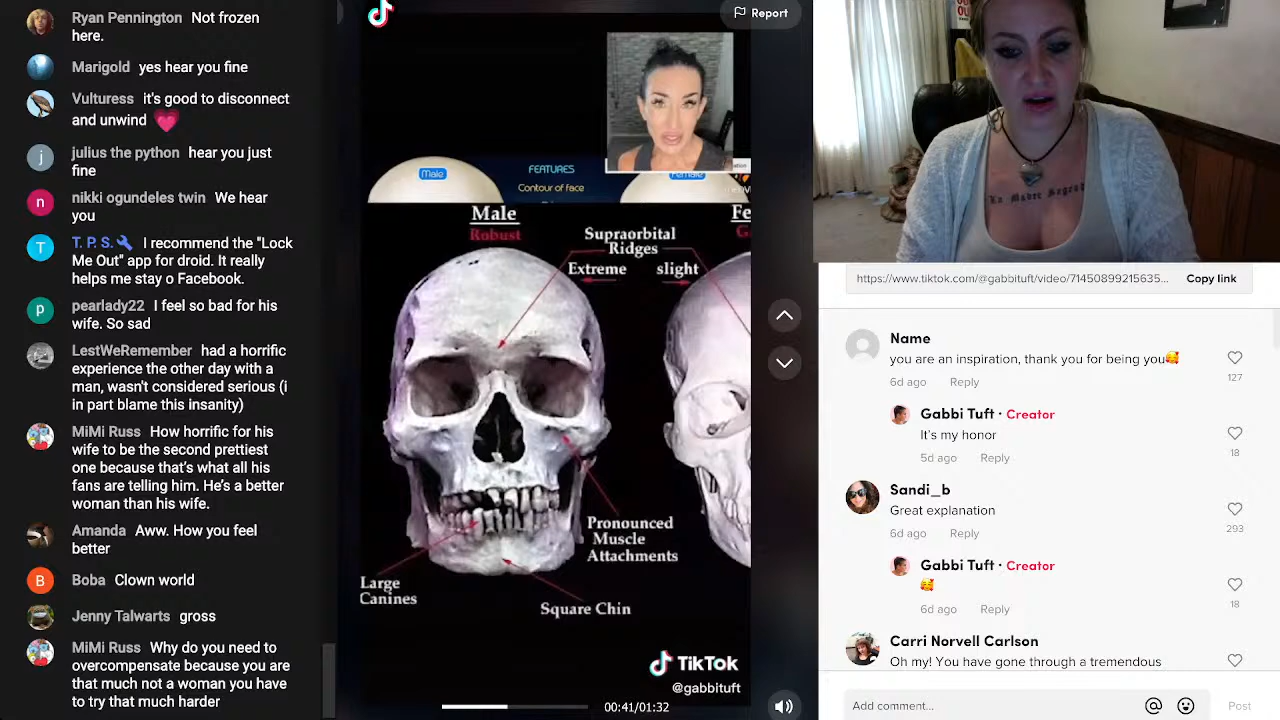 Ryan Pennington Not frozen
here.
Marigold yes hear you fine
Vulturess it's good to disconnect
and unwind
julius the python hear you just
fine
nikki ogundeles twin We hear
you
T. P. S. I recommend the "Lock
Me Out" app for droid. It really
helps me stay o Facebook.
pearlady22 I feel so bad for his
wife. So sad
LestWeRemember had a horrific
experience the other day with a
man, wasn't considered serious (i
in part blame this insanity)
MiMi Russ How horrific for his
wife to be the second prettiest
one because that's what all his
fans are telling him. He's a better
woman than his wife.
Amanda Aww. How you feel
better
Boba Clown world
Jenny Talwarts gross
MiMi Russ Why do you need to
overcompensate because you are
that much not a woman you have
to try that much harder
Report
Male
FEATURES
Contour of face
Female
Male
Robust
Fe
G
Supraorbital
Ridges
Extreme slight
Pronounced
Muscle
Attachments
Large
Canines
Square Chin
TikTok
@gabbituft
00:41/01:32
La Madre Sagrad
https://www.tiktok.com/@gabbituft/video/71450899215635... Copy link
Name
you are an inspiration, thank you for being you
6d ago Reply
127
Gabbi Tuft · Creator
It's my honor
5d ago Reply
18
Sandi_b
Great explanation
6d ago Reply
293
Gabbi Tuft · Creator
6d ago Reply
18
Carri Norvell Carlson
Oh my! You have gone through a tremendous
Add comment...
Post